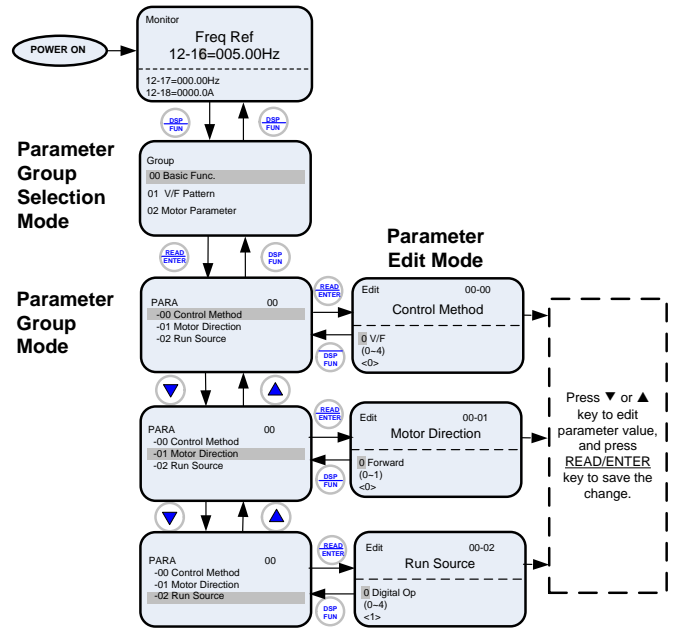 Monitor
Freq Ref
12-16=005.00Hz
12-17=000.00Hz
12-18=0000.0A
POWER ON
DSP
FUN
DSP
FUN
Parameter
Group
Selection
Mode
Group
00 Basic Func.
01 V/F Pattern
02 Motor Parameter
READ
ENTER
DSP
FUN
Parameter
Edit Mode
Parameter
Group
Mode
PARA 00
-00 Control Method
-01 Motor Direction
-02 Run Source
READ
ENTER
DSP
FUN
Edit 00-00
Control Method
0 V/F
(0~4)
<0>
▼
▲
PARA 00
-00 Control Method
-01 Motor Direction
-02 Run Source
READ
ENTER
DSP
FUN
Edit 00-01
Motor Direction
0 Forward
(0~1)
<0>
Press ▼ or ▲
key to edit
parameter value,
and press
READ/ENTER
key to save the
change.
▼
▲
PARA 00
-00 Control Method
-01 Motor Direction
-02 Run Source
READ
ENTER
DSP
FUN
Edit 00-02
Run Source
0 Digital Op
(0~4)
<1>